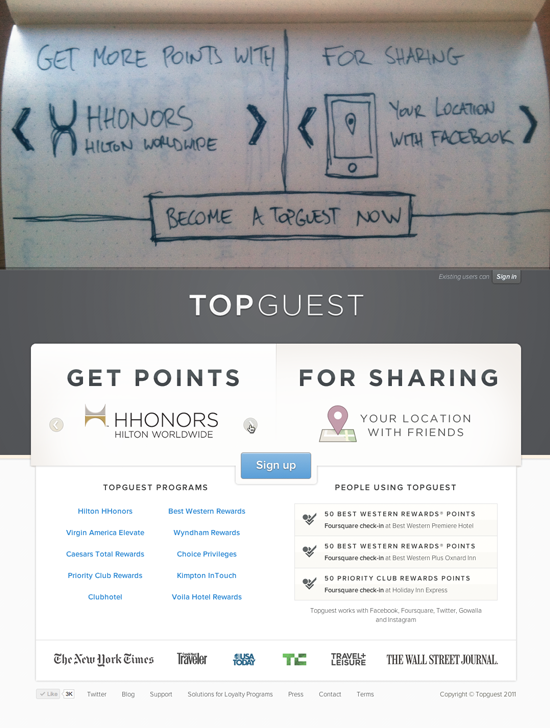 GET MORE POINTS WITH
FOR SHARING
HHONORS
HILTON WORLDWIDE
YOUR LOCATION
WITH FACEBOOK
BECOME A TOPGUEST NOW
Existing users can Sign in
TOPGUEST
GET POINTS
FOR SHARING
HHONORS
HILTON WORLDWIDE
YOUR LOCATION
WITH FRIENDS
Sign up
TOPGUEST PROGRAMS
Hilton HHonors
Best Western Rewards
Virgin America Elevate
Wyndham Rewards
Caesars Total Rewards
Choice Privileges
Priority Club Rewards
Kimpton InTouch
Clubhotel
Voila Hotel Rewards
PEOPLE USING TOPGUEST
50 BEST WESTERN REWARDS® POINTS
Foursquare check-in at Best Western Premiere Hotel
50 BEST WESTERN REWARDS® POINTS
Foursquare check-in at Best Western Plus Oxnard Inn
50 PRIORITY CLUB REWARDS POINTS
Foursquare check-in at Holiday Inn Express
Topguest works with Facebook, Foursquare, Twitter, Gowalla
and Instagram
The New York Times
Traveler
USA TODAY
TC
TRAVEL+ LEISURE
THE WALL STREET JOURNAL.
Like 3K Twitter Blog Support Solutions for Loyalty Programs Press Contact Terms Copyright © Topguest 2011